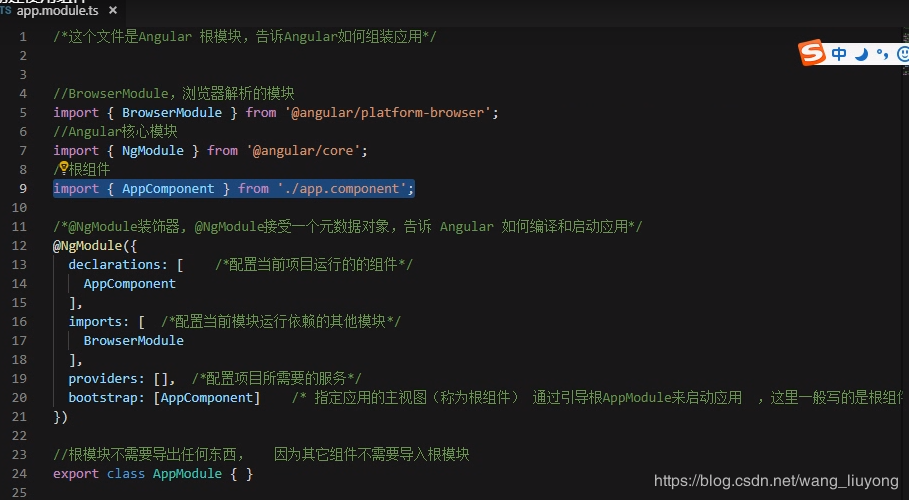 TS app.module.ts ×
1 /*这个文件是Angular 根模块，告诉Angular如何组装应用*/
2
3
4 //BrowserModule，浏览器解析的模块
5 import { BrowserModule } from '@angular/platform-browser';
6 //Angular核心模块
7 import { NgModule } from '@angular/core';
8 /根组件
9 import { AppComponent } from './app.component';
10
11 /*@NgModule装饰器, @NgModule接受一个元数据对象，告诉 Angular 如何编译和启动应用*/
12 @NgModule({
13 declarations: [ /*配置当前项目运行的的组件*/
14 AppComponent
15 ],
16 imports: [ /*配置当前模块运行依赖的其他模块*/
17 BrowserModule
18 ],
19 providers: [], /*配置项目所需要的服务*/
20 bootstrap: [AppComponent] /* 指定应用的主视图（称为根组件） 通过引导根AppModule来启动应用 ，这里一般写的是根组件
21 })
22
23 //根模块不需要导出任何东西， 因为其它组件不需要导入根模块
24 export class AppModule { }
25
S 中
https://blog.csdn.net/wang_liuyong